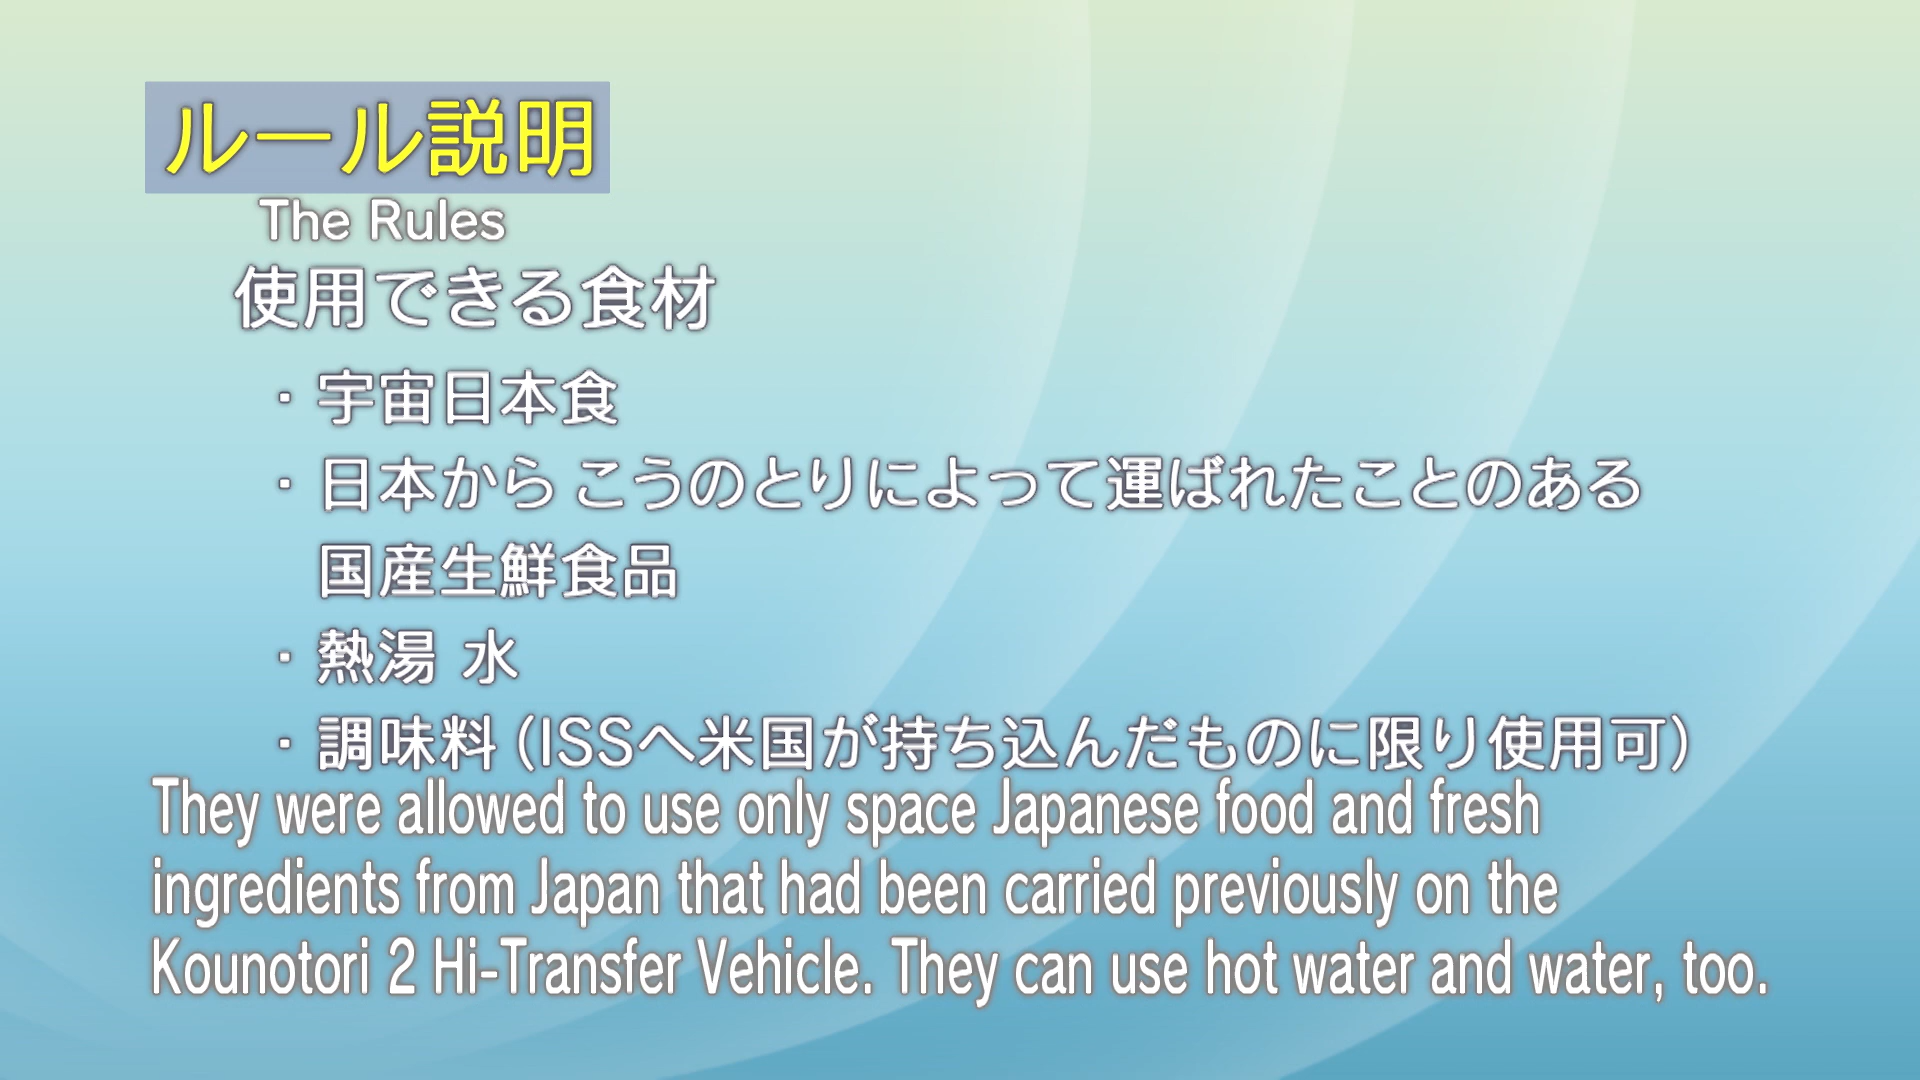 ルール説明
The Rules
使用できる食材
・宇宙日本食
・日本から こうのとりによって運ばれたことのある
国産生鮮食品
・熱湯 水
・調味料(ISSへ米国が持ち込んだものに限り使用可)
They were allowed to use only space Japanese food and fresh
ingredients from Japan that had been carried previously on the
Kounotori 2 Hi-Transfer Vehicle. They can use hot water and water, too.